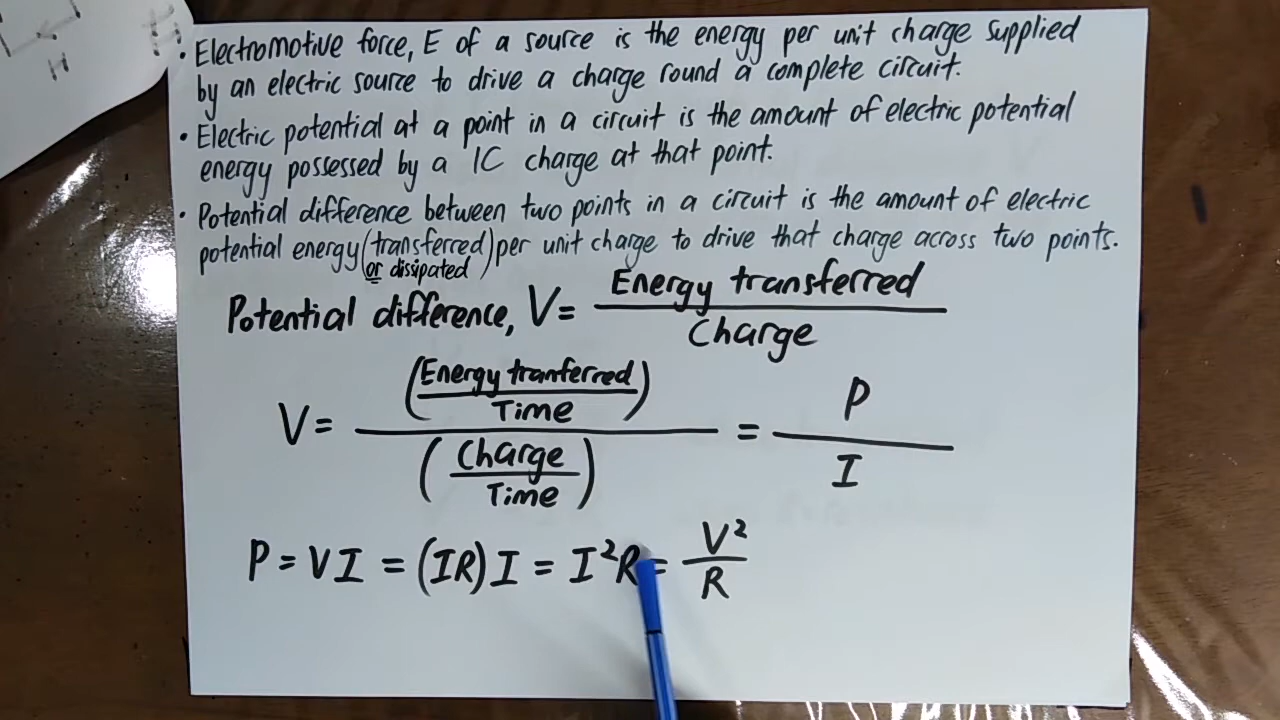 • Electromotive force, E of a source is the energy per unit charge supplied
by an electric source to drive a charge round a complete circuit.
• Electric potential at a point in a circuit is the amount of electric potential
energy possessed by a 1C charge at that point.
• Potential difference between two points in a circuit is the amount of electric
potential energy (transferred) per unit charge to drive that charge across two points.
or disipated
Potential difference, V = Energy transferred / Charge
V = (Energy tranferred / Time) / (Charge / Time) = P / I
P = VI = (IR)I = I²R = V² / R